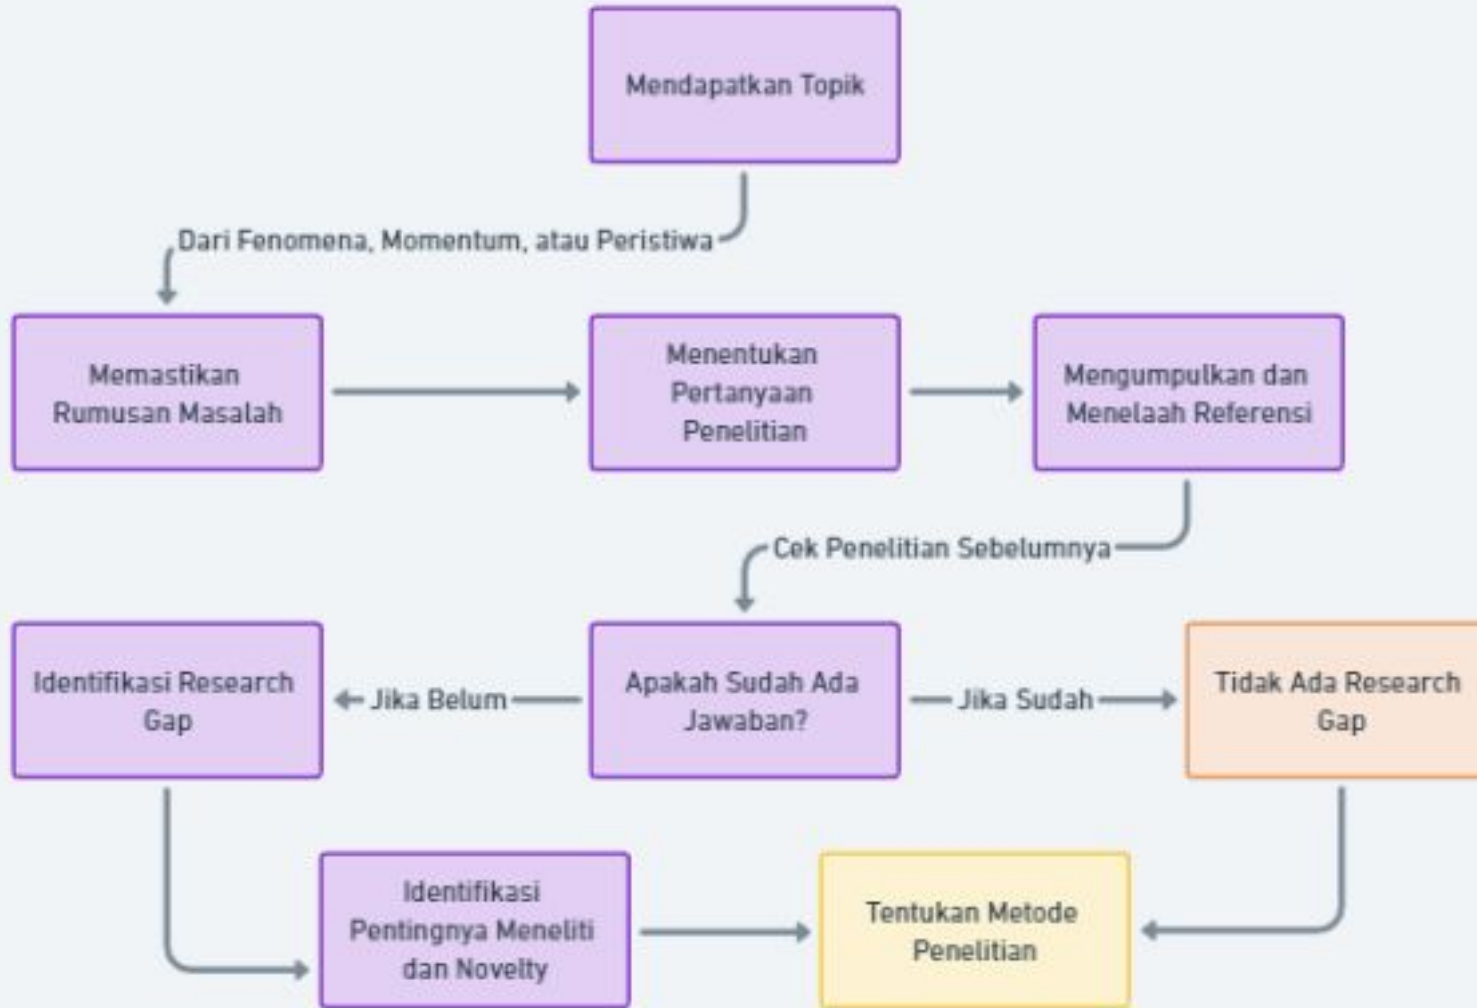 Mendapatkan Topik
Dari Fenomena, Momentum, atau Peristiwa
Memastikan
Rumusan Masalah
Menentukan
Pertanyaan
Penelitian
Mengumpulkan dan
Menelaah Referensi
Cek Penelitian Sebelumnya
Identifikasi Research
Gap
Jika Belum
Apakah Sudah Ada
Jawaban?
Jika Sudah
Tidak Ada Research
Gap
Identifikasi
Pentingnya Meneliti
dan Novelty
Tentukan Metode
Penelitian